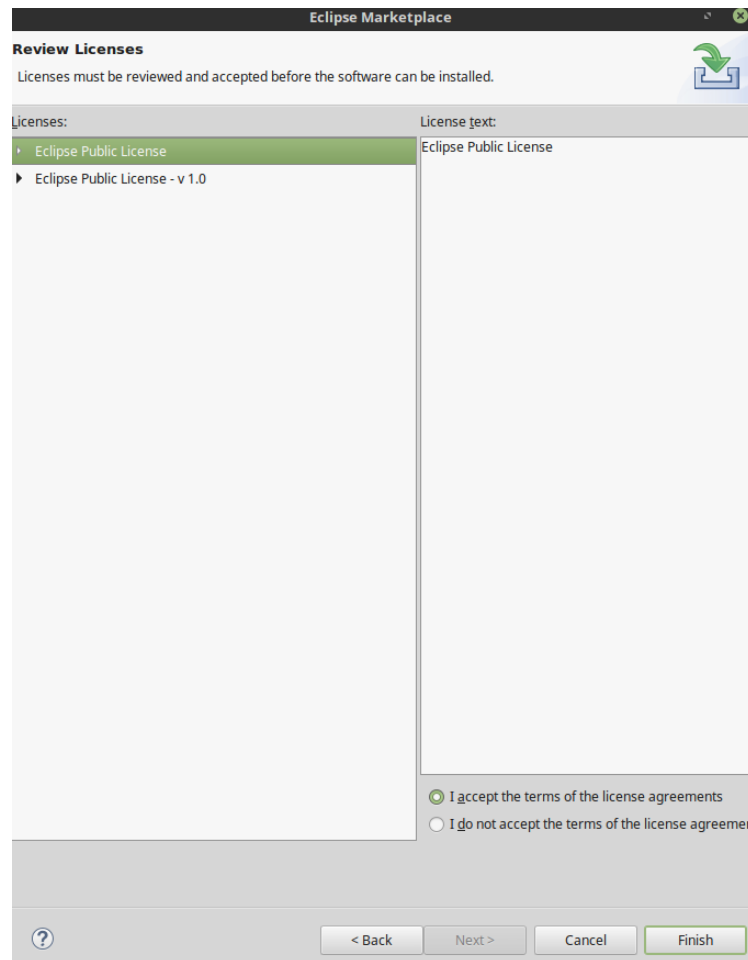 Eclipse Marketplace
Review Licenses
Licenses must be reviewed and accepted before the software can be installed.
Licenses:
Eclipse Public License
Eclipse Public License - v 1.0
License text:
Eclipse Public License
I accept the terms of the license agreements
I do not accept the terms of the license agreemen
?
< Back
Next >
Cancel
Finish